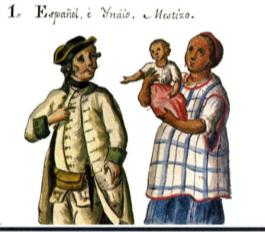 1. Español, é Yndio, Mestizo.